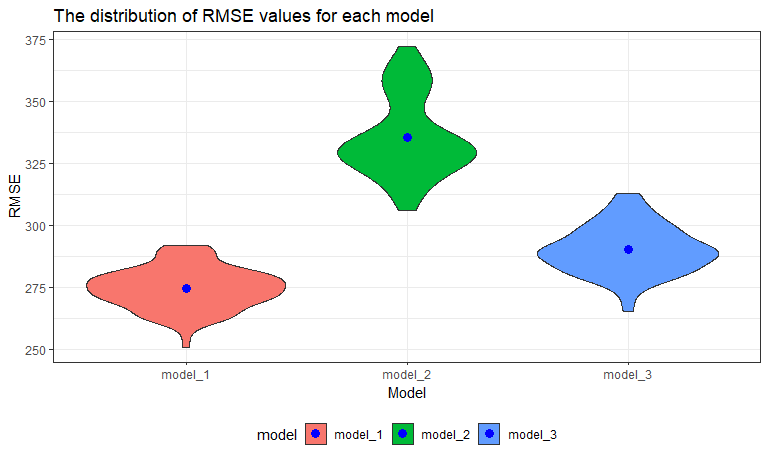 The distribution of RMSE values for each model
375
350
325
300
275
250
RMSE
model_1 model_2 model_3
Model
model model_1 model_2 model_3